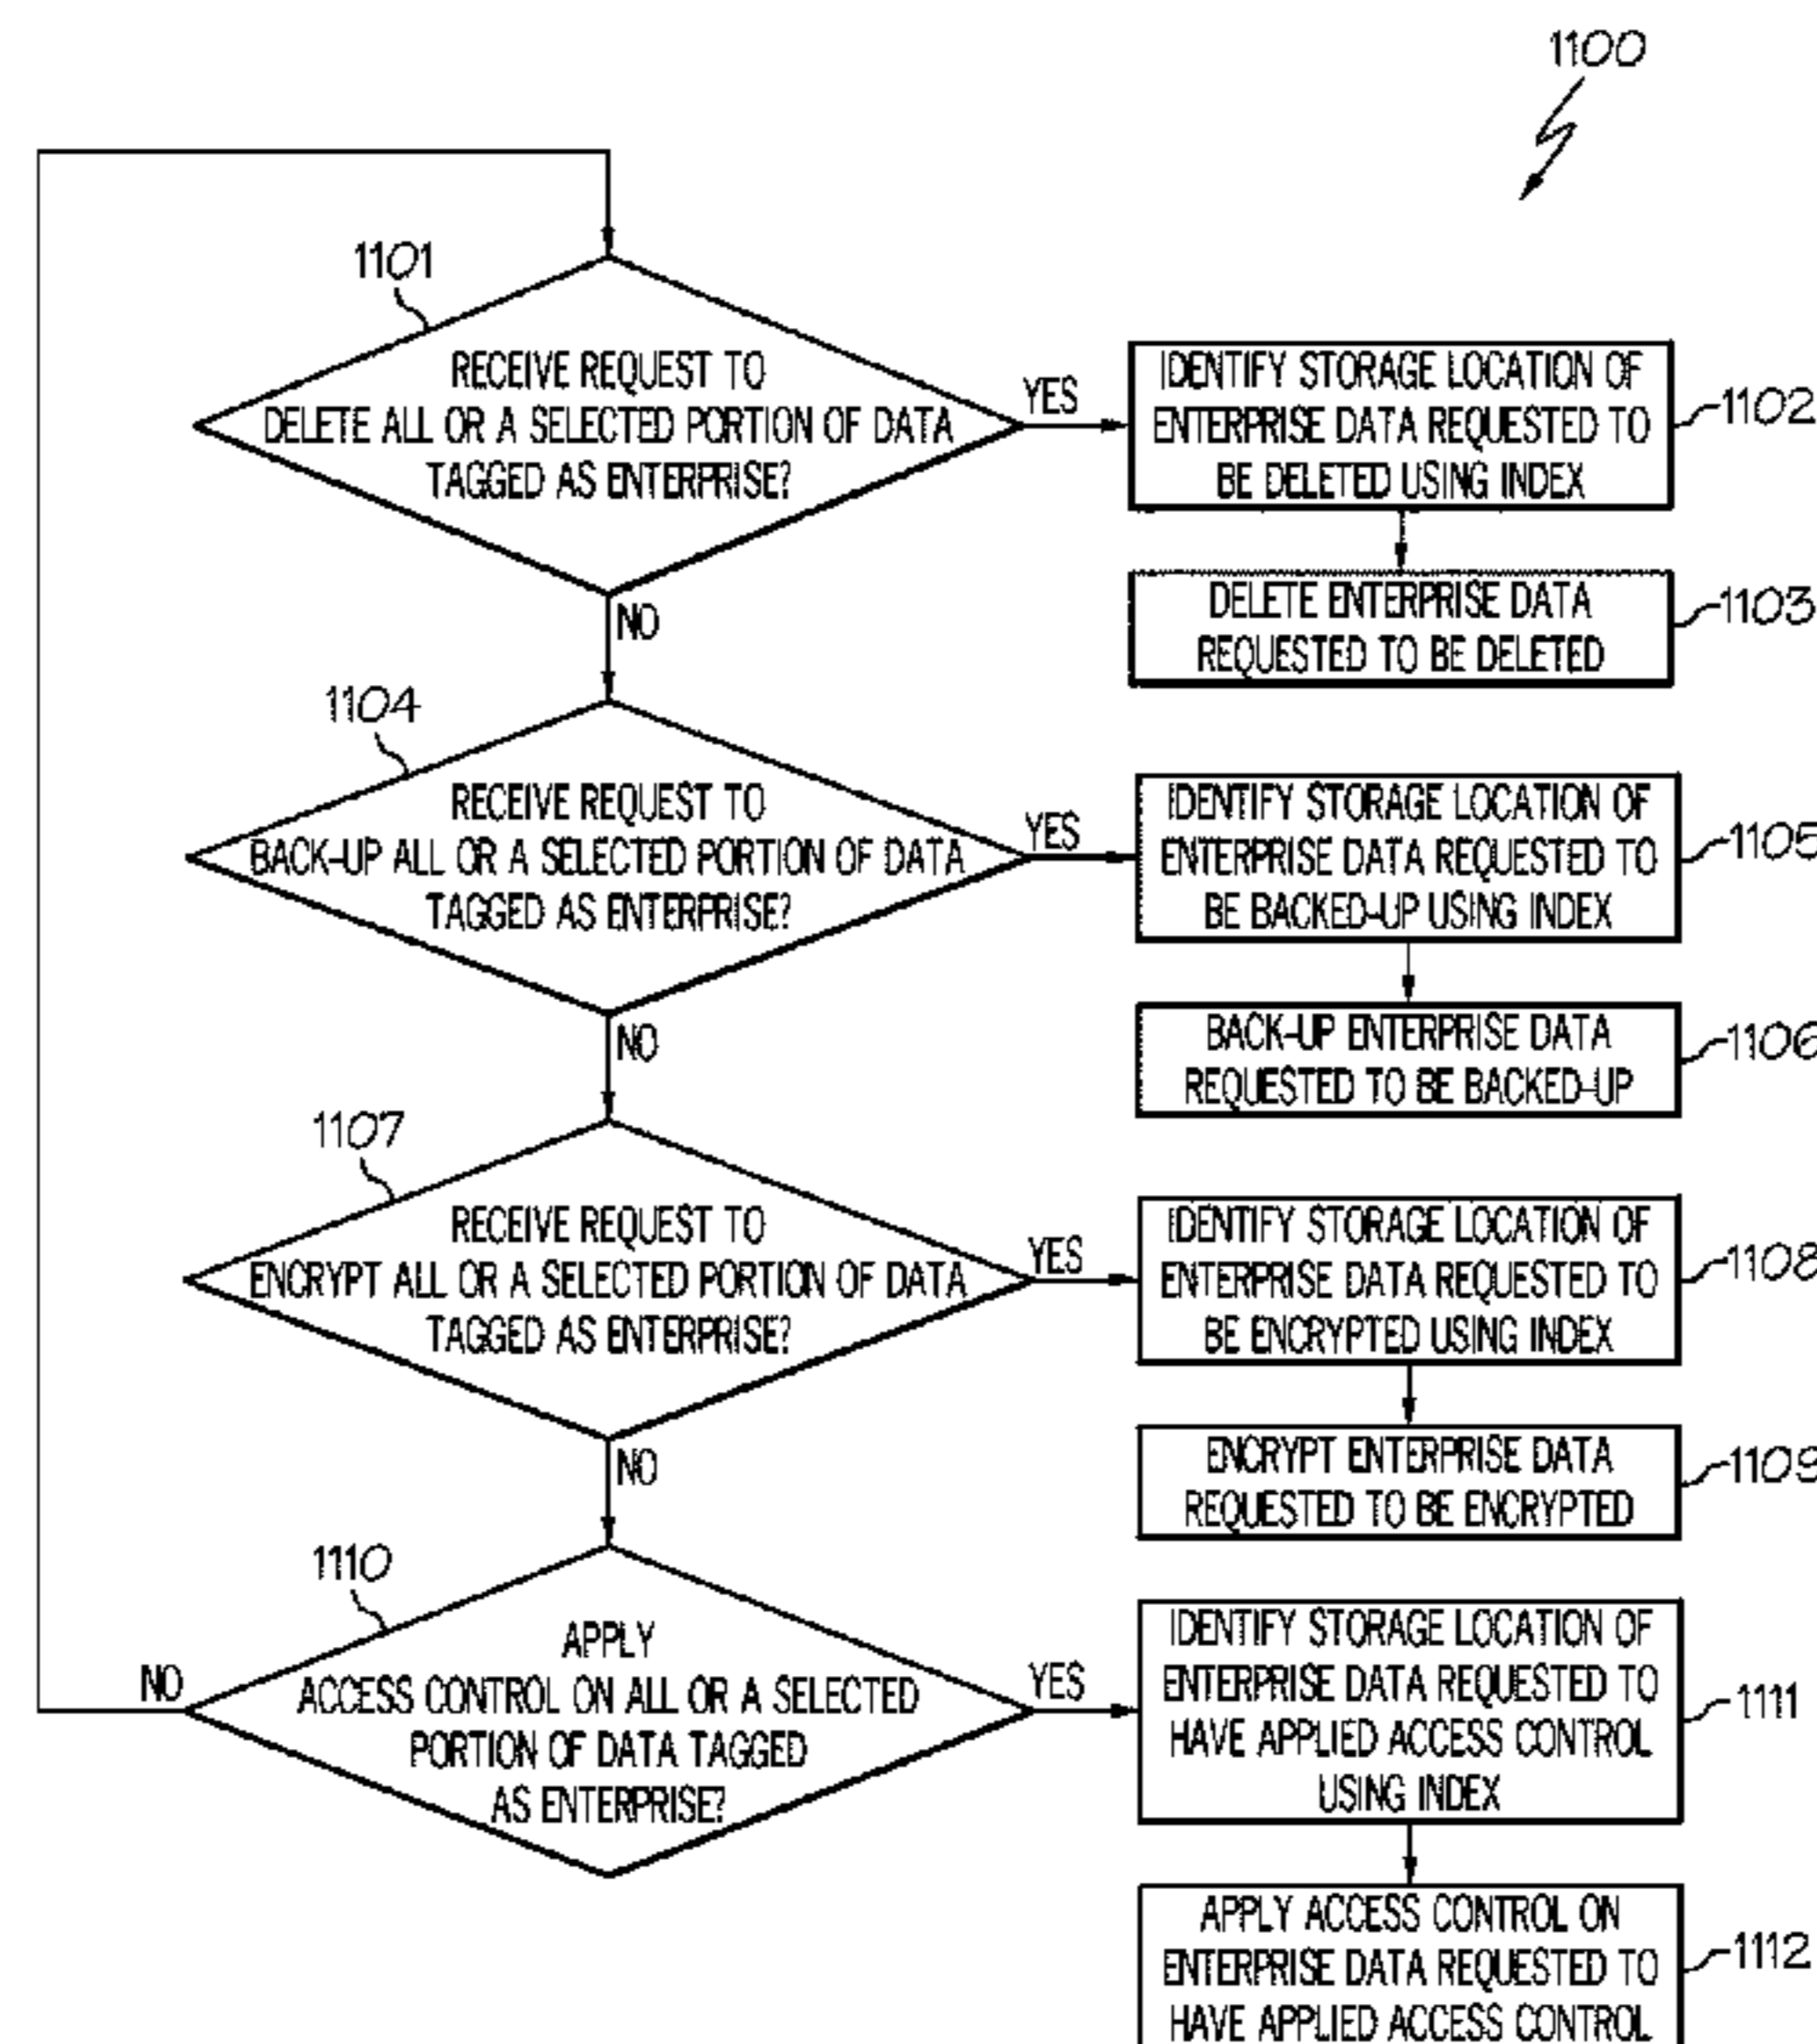 1100
1101
RECEIVE REQUEST TO
DELETE ALL OR A SELECTED PORTION OF DATA
TAGGED AS ENTERPRISE?
YES
IDENTIFY STORAGE LOCATION OF
ENTERPRISE DATA REQUESTED TO
BE DELETED USING INDEX
1102
DELETE ENTERPRISE DATA
REQUESTED TO BE DELETED
1103
NO
1104
RECEIVE REQUEST TO
BACK-UP ALL OR A SELECTED PORTION OF DATA
TAGGED AS ENTERPRISE?
YES
IDENTIFY STORAGE LOCATION OF
ENTERPRISE DATA REQUESTED TO
BE BACKED-UP USING INDEX
1105
BACK-UP ENTERPRISE DATA
REQUESTED TO BE BACKED-UP
1106
NO
1107
RECEIVE REQUEST TO
ENCRYPT ALL OR A SELECTED PORTION OF DATA
TAGGED AS ENTERPRISE?
YES
IDENTIFY STORAGE LOCATION OF
ENTERPRISE DATA REQUESTED TO
BE ENCRYPTED USING INDEX
1108
ENCRYPT ENTERPRISE DATA
REQUESTED TO BE ENCRYPTED
1109
NO
1110
APPLY
ACCESS CONTROL ON ALL OR A SELECTED
PORTION OF DATA TAGGED
AS ENTERPRISE?
NO
YES
IDENTIFY STORAGE LOCATION OF
ENTERPRISE DATA REQUESTED TO
HAVE APPLIED ACCESS CONTROL
USING INDEX
1111
APPLY ACCESS CONTROL ON
ENTERPRISE DATA REQUESTED TO
HAVE APPLIED ACCESS CONTROL
1112